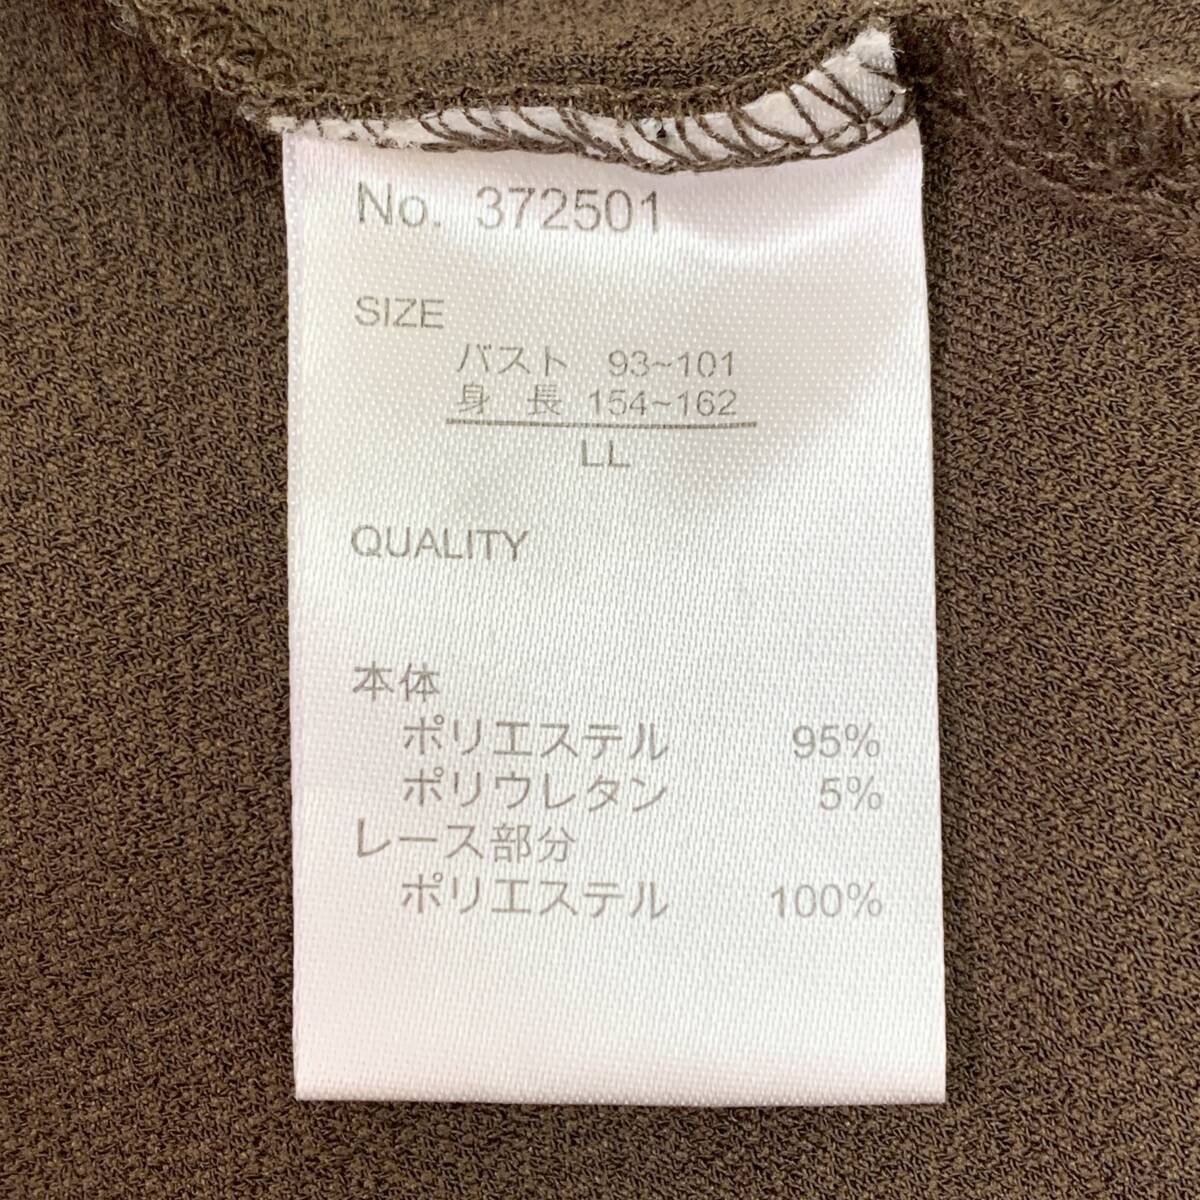 No. 372501
SIZE
バスト 93~101
身 長 154~162
LL
QUALITY
本体
ポリエステル 95%
ポリウレタン 5%
レース部分
ポリエステル 100%